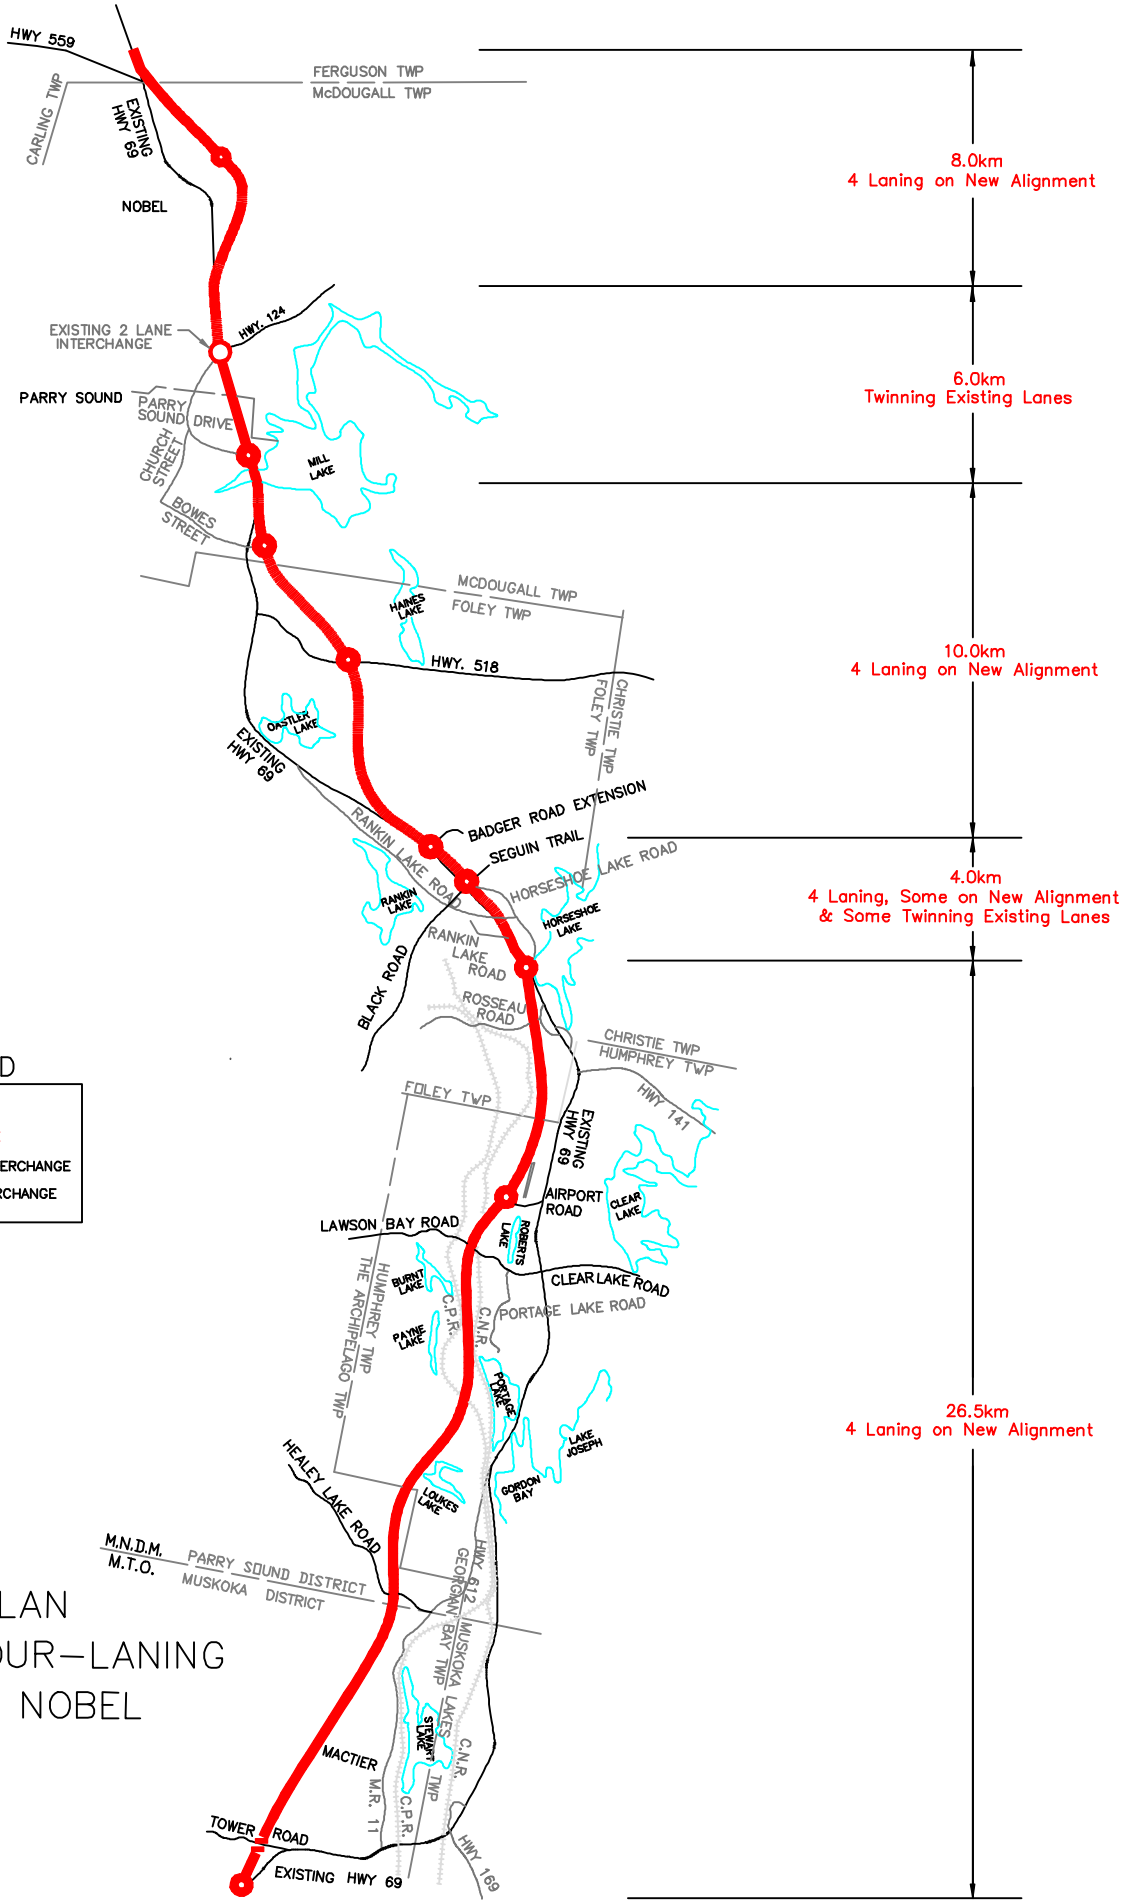 HWY 559
FERGUSON TWP
McDOUGALL TWP
CARLING TWP
EXISTING
HWY 69
NOBEL
8.0km
4 Laning on New Alignment
HWY. 124
EXISTING 2 LANE
INTERCHANGE
PARRY SOUND
PARRY
SOUND DRIVE
CHURCH
STREET
MILL
LAKE
6.0km
Twinning Existing Lanes
BOWES
STREET
MCDOUGALL TWP
FOLEY TWP
HAINES
LAKE
HWY. 518
10.0km
4 Laning on New Alignment
CHRISTIE TWP
FOLEY TWP
OASTLER
LAKE
EXISTING
HWY 69
BADGER ROAD EXTENSION
SEGUIN TRAIL
RANKIN LAKE ROAD
HORSESHOE LAKE ROAD
4.0km
4 Laning, Some on New Alignment
& Some Twinning Existing Lanes
RANKIN
LAKE
HORSESHOE
LAKE
RANKIN
LAKE
ROAD
BLACK ROAD
ROSSEAU
ROAD
CHRISTIE TWP
HUMPHREY TWP
D
FOLEY TWP
HWY 141
EXISTING
HWY 69
ERCHANGE
RCHANGE
AIRPORT
ROAD
CLEAR
LAKE
LAWSON BAY ROAD
ROBERTS
LAKE
BURNT
LAKE
CLEAR LAKE ROAD
PORTAGE LAKE ROAD
HUMPHREY TWP
THE ARCHIPELAGO TWP
C.P.R.
C.N.R.
PAYNE
LAKE
PORTAGE
LAKE
26.5km
4 Laning on New Alignment
LAKE
JOSEPH
HEALEY LAKE ROAD
LOUKES
LAKE
GORDON
BAY
M.N.D.M.
M.T.O.
PARRY SOUND DISTRICT
MUSKOKA DISTRICT
HWY 612
GEORGIAN BAY TWP
MUSKOKA LAKES TWP
LAN
OUR-LANING
NOBEL
STEWART
LAKE
MACTIER
M.R. 11
C.P.R.
C.N.R.
TOWER ROAD
EXISTING HWY 69
HWY 169